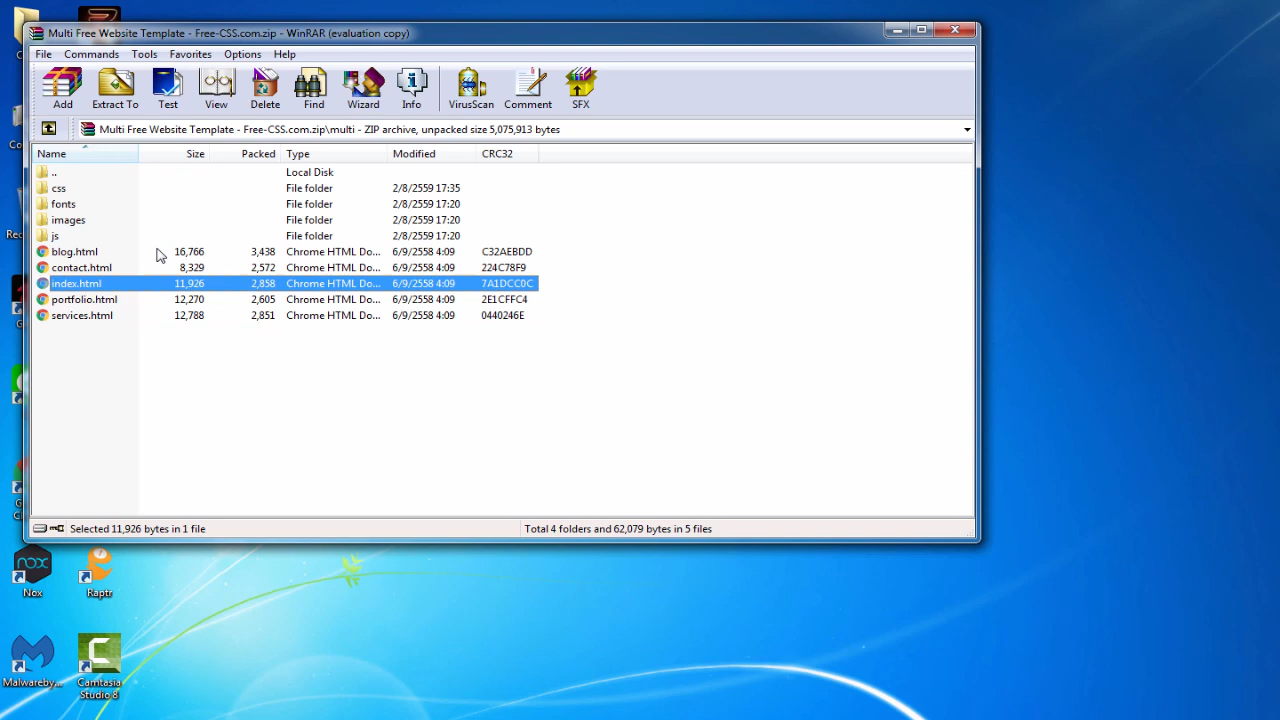 Multi Free Website Template - Free-CSS.com.zip - WinRAR (evaluation copy)
File Commands Tools Favorites Options Help
Add Extract To Test View Delete Find Wizard Info VirusScan Comment SFX
Multi Free Website Template - Free-CSS.com.zip\multi - ZIP archive, unpacked size 5,075,913 bytes
Name Size Packed Type Modified CRC32
.. Local Disk
css File folder 2/8/2559 17:35
fonts File folder 2/8/2559 17:20
images File folder 2/8/2559 17:20
js File folder 2/8/2559 17:20
blog.html 16,766 3,438 Chrome HTML Do... 6/9/2558 4:09 C32AEBDD
contact.html 8,329 2,572 Chrome HTML Do... 6/9/2558 4:09 224C78F9
index.html 11,926 2,858 Chrome HTML Do... 6/9/2558 4:09 7A1DCC0C
portfolio.html 12,270 2,605 Chrome HTML Do... 6/9/2558 4:09 2E1CFFC4
services.html 12,788 2,851 Chrome HTML Do... 6/9/2558 4:09 0440246E
Selected 11,926 bytes in 1 file Total 4 folders and 62,079 bytes in 5 files
nox
Nox Raptr
Malwareby... Camtasia
Studio 8